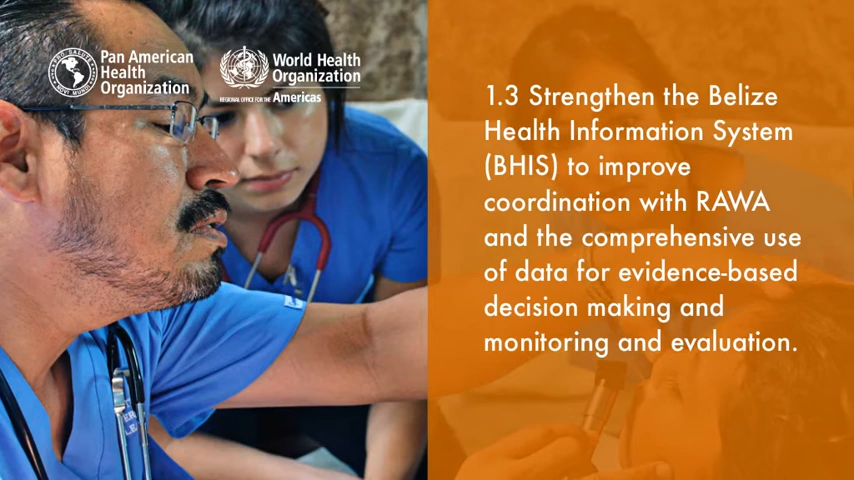 Pan American
Health
Organization
World Health
Organization
REGIONAL OFFICE FOR THE Americas
1.3 Strengthen the Belize
Health Information System
(BHIS) to improve
coordination with RAWA
and the comprehensive use
of data for evidence-based
decision making and
monitoring and evaluation.